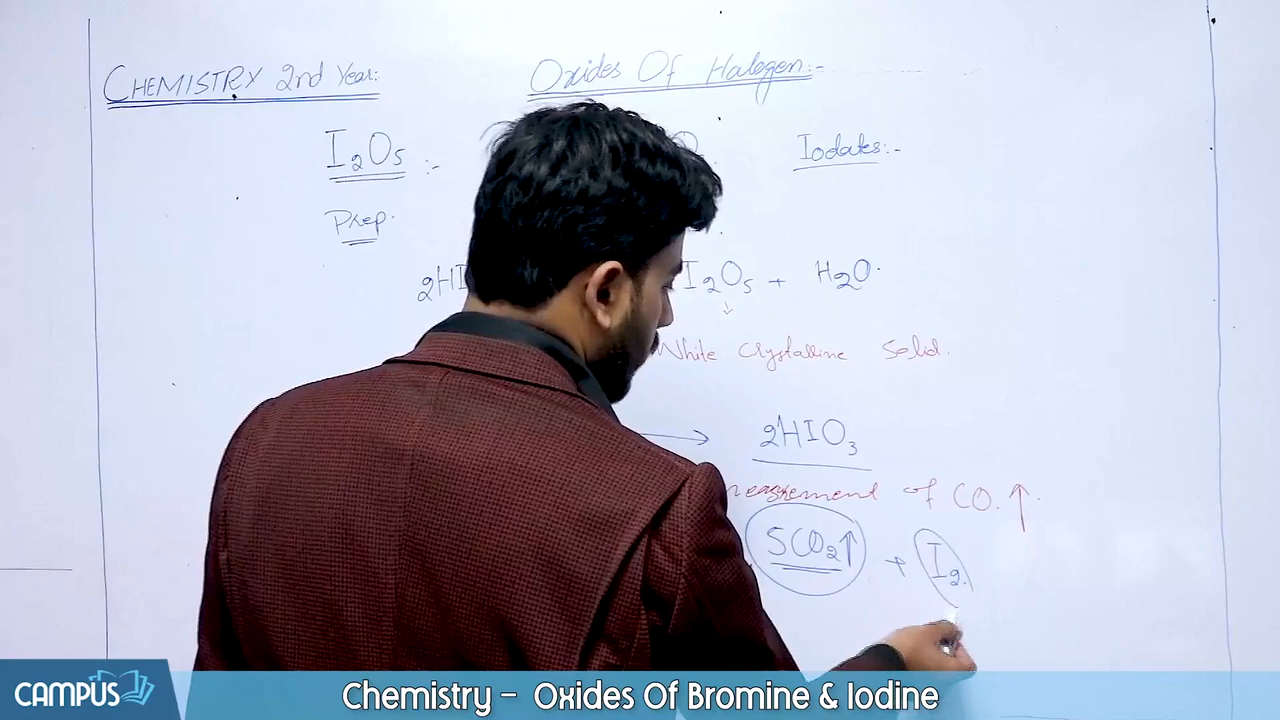 CHEMISTRY 2nd Year:
Oxides Of Halogen:-
I₂O₅ :-
Iodates:-
Prep.
2HI
I₂O₅ + H₂O.
↓
White Crystalline Solid.
→ 2HIO₃
of CO.↑.
5CO₂↑ + I₂.
CAMPUS
Chemistry - Oxides Of Bromine & Iodine